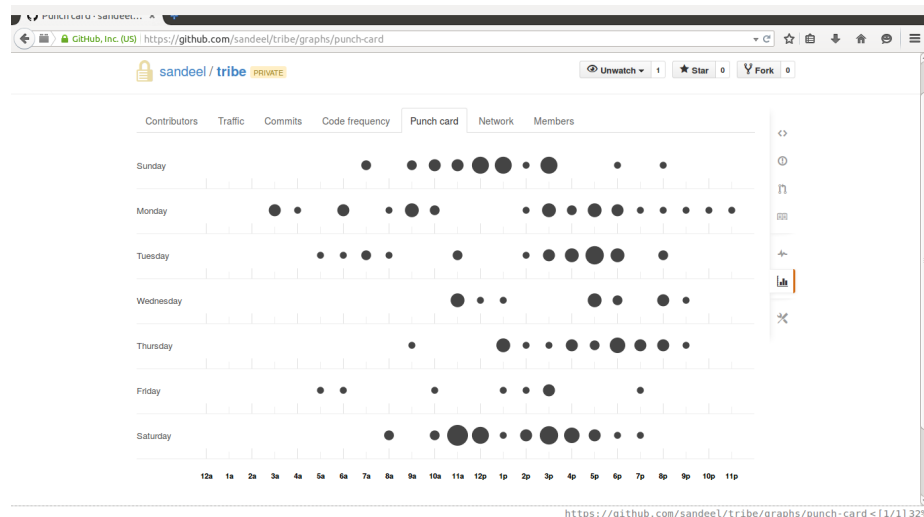 Punch card · sandeel... ×
GitHub, Inc. (US) https://github.com/sandeel/tribe/graphs/punch-card
sandeel / tribe PRIVATE
Unwatch 1 Star 0 Fork 0
Contributors Traffic Commits Code frequency Punch card Network Members
Sunday
Monday
Tuesday
Wednesday
Thursday
Friday
Saturday
12a 1a 2a 3a 4a 5a 6a 7a 8a 9a 10a 11a 12p 1p 2p 3p 4p 5p 6p 7p 8p 9p 10p 11p
https://github.com/sandeel/tribe/graphs/punch-card < [1/1] 32%